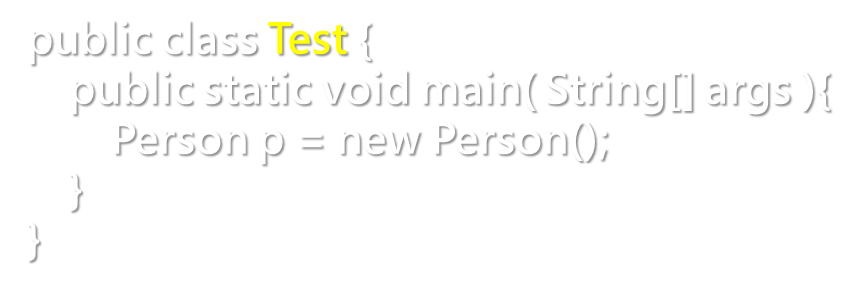 public class Test {
public static void main( String[] args ){
Person p = new Person();
}
}